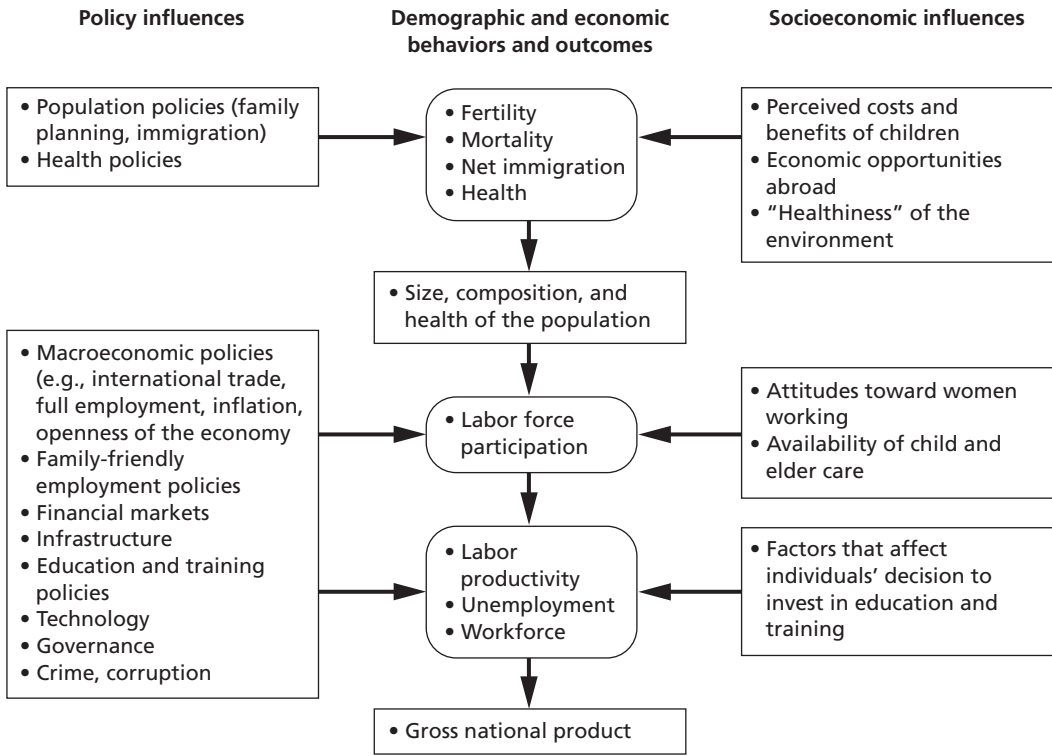 Policy influences
Demographic and economic
behaviors and outcomes
Socioeconomic influences
• Population policies (family
planning, immigration)
• Health policies
• Fertility
• Mortality
• Net immigration
• Health
• Perceived costs and
benefits of children
• Economic opportunities
abroad
• “Healthiness” of the
environment
• Size, composition, and
health of the population
• Macroeconomic policies
(e.g., international trade,
full employment, inflation,
openness of the economy
• Family-friendly
employment policies
• Financial markets
• Infrastructure
• Education and training
policies
• Technology
• Governance
• Crime, corruption
• Labor force
participation
• Attitudes toward women
working
• Availability of child and
elder care
• Labor
productivity
• Unemployment
• Workforce
• Factors that affect
individuals’ decision to
invest in education and
training
• Gross national product